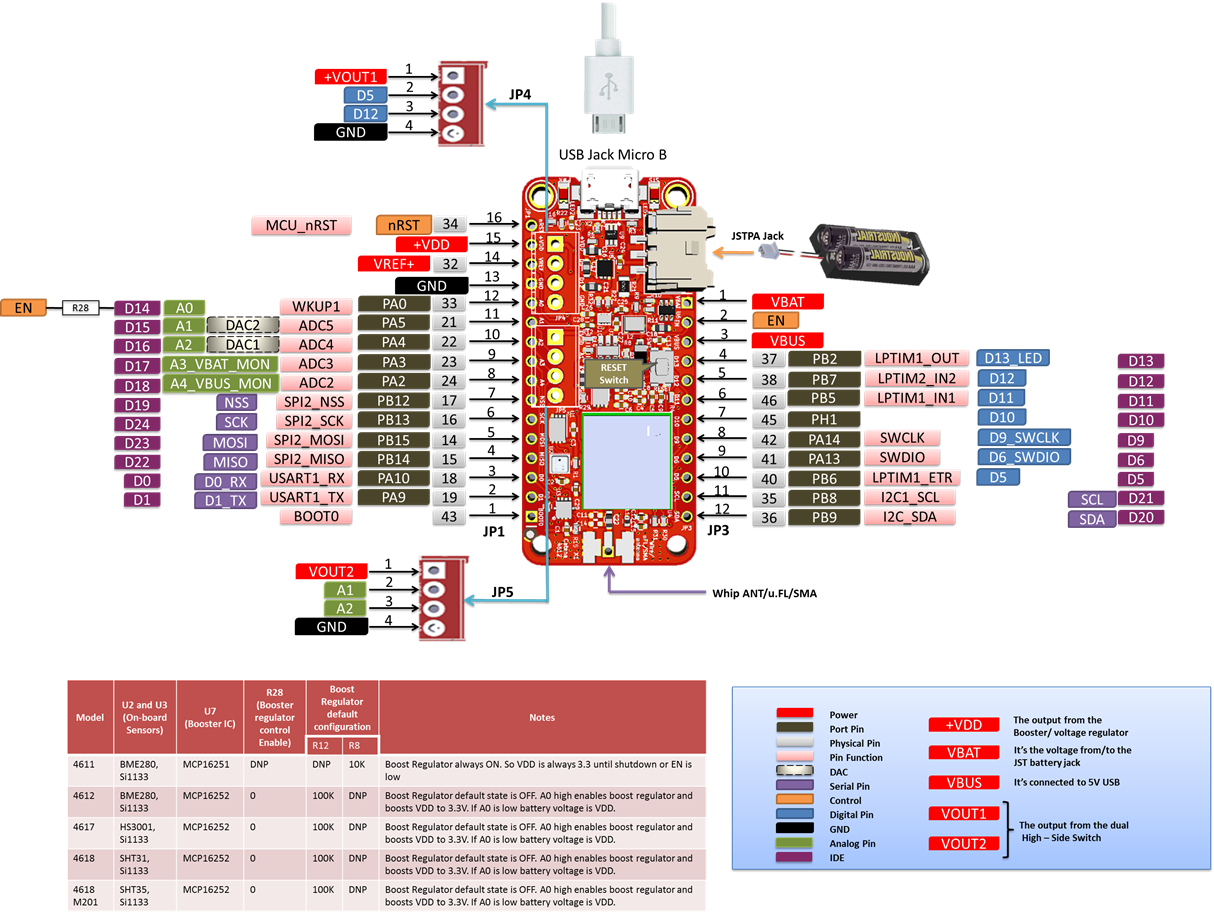 +VOUT1 1
D5 2
D12 3
GND 4
JP4
USB Jack Micro B
MCU_nRST nRST 34 16
+VDD 15
VREF+ 32 14
GND 13
EN R28 D14 A0 WKUP1 PA0 33 12
D15 A1 DAC2 ADC5 PA5 21 11
D16 A2 DAC1 ADC4 PA4 22 10
D17 A3_VBAT_MON ADC3 PA3 23 9
D18 A4_VBUS_MON ADC2 PA2 24 8
D19 NSS SPI2_NSS PB12 17 7
D24 SCK SPI2_SCK PB13 16 6
D23 MOSI SPI2_MOSI PB15 14 5
D22 MISO SPI2_MISO PB14 15 4
D0 D0_RX USART1_RX PA10 18 3
D1 D1_TX USART1_TX PA9 19 2
BOOT0 43 1
JP1
JSTPA Jack
INDUSTRIAL
INDUSTRIAL
1 VBAT
2 EN
3 VBUS
4 37 PB2 LPTIM1_OUT D13_LED D13
5 38 PB7 LPTIM2_IN2 D12 D12
6 46 PB5 LPTIM1_IN1 D11 D11
7 45 PH1 D10 D10
8 42 PA14 SWCLK D9_SWCLK D9
9 41 PA13 SWDIO D6_SWDIO D6
10 40 PB6 LPTIM1_ETR D5 D5
11 35 PB8 I2C1_SCL SCL D21
12 36 PB9 I2C_SDA SDA D20
JP3
RESET
Switch
VOUT2 1
A1 2
A2 3
GND 4
JP5
Whip ANT/u.FL/SMA
Model
U2 and U3
(On-board
Sensors)
U7
(Booster IC)
R28
(Booster
regulator
control
Enable)
Boost
Regulator
default
configuration
R12 R8
Notes
4611 BME280, MCP16251 DNP DNP 10K Boost Regulator always ON. So VDD is always 3.3 until shutdown or EN is
Si1133 low
4612 BME280, MCP16252 0 100K DNP Boost Regulator default state is OFF. A0 high enables boost regulator and
Si1133 boosts VDD to 3.3V. If A0 is low battery voltage is VDD.
4617 HS3001, MCP16252 0 100K DNP Boost Regulator default state is OFF. A0 high enables boost regulator and
Si1133 boosts VDD to 3.3V. If A0 is low battery voltage is VDD.
4618 SHT31, MCP16252 0 100K DNP Boost Regulator default state is OFF. A0 high enables boost regulator and
Si1133 boosts VDD to 3.3V. If A0 is low battery voltage is VDD.
4618 SHT35, MCP16252 0 100K DNP Boost Regulator default state is OFF. A0 high enables boost regulator and
M201 Si1133 boosts VDD to 3.3V. If A0 is low battery voltage is VDD.
Power
Port Pin
Physical Pin
Pin Function
DAC
Serial Pin
Control
Digital Pin
GND
Analog Pin
IDE
+VDD The output from the
Booster/ voltage regulator
VBAT It's the voltage from/to the
JST battery jack
VBUS It's connected to 5V USB
VOUT1
VOUT2
The output from the dual
High – Side Switch